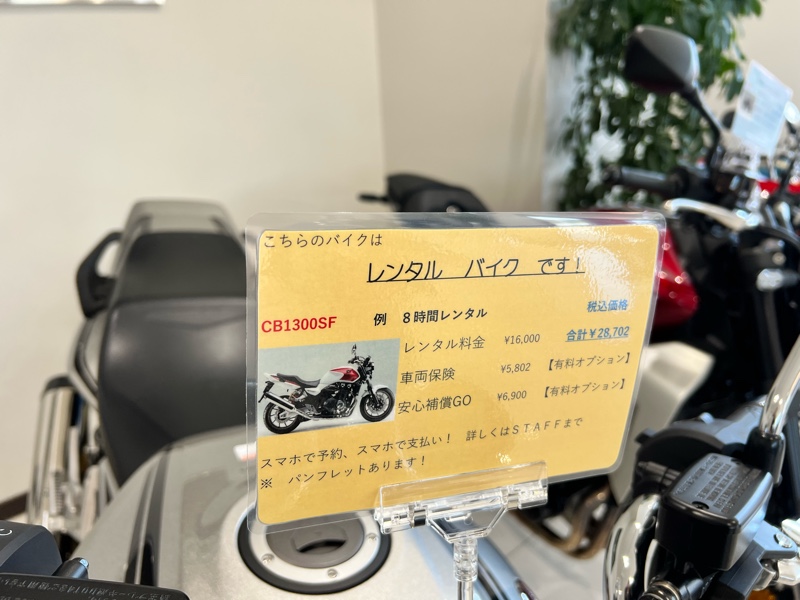 こちらのバイクは
レンタル バイク です!
CB1300SF 例 8時間レンタル 税込価格
レンタル料金 ¥16,000 合計¥28,702
車両保険 ¥5,802 【有料オプション】
安心補償GO ¥6,900 【有料オプション】
スマホで予約、スマホで支払い! 詳しくはSTAFFまで
※ パンフレットあります!